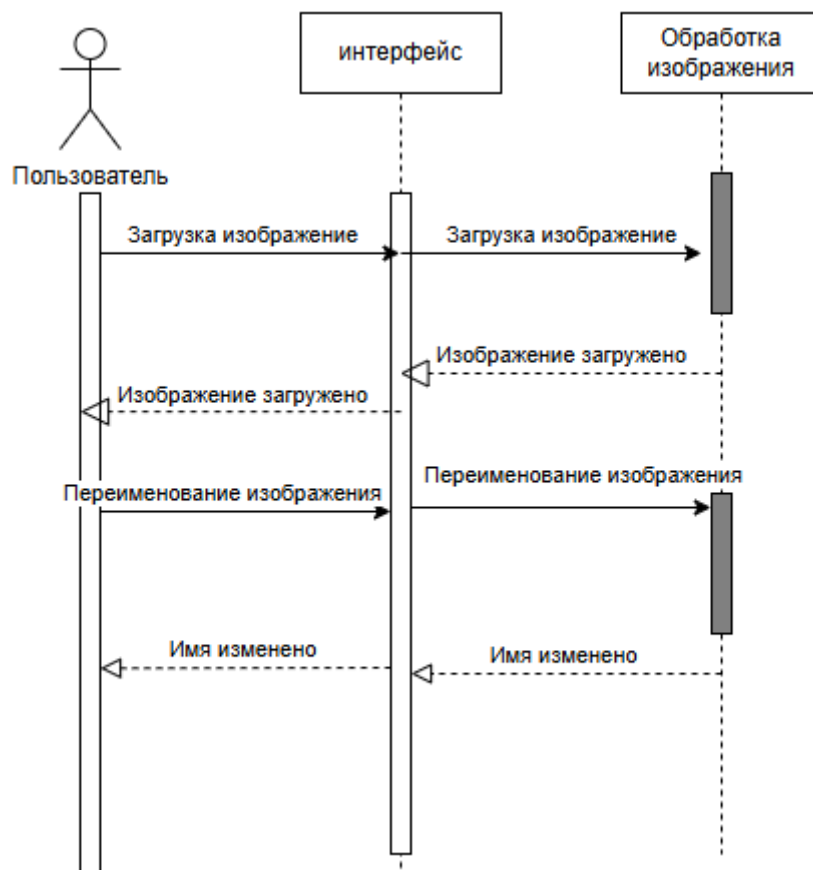 интерфейс
Обработка
изображения
Пользователь
Загрузка изображение
Загрузка изображение
Изображение загружено
Изображение загружено
Переименование изображения
Переименование изображения
Имя изменено
Имя изменено